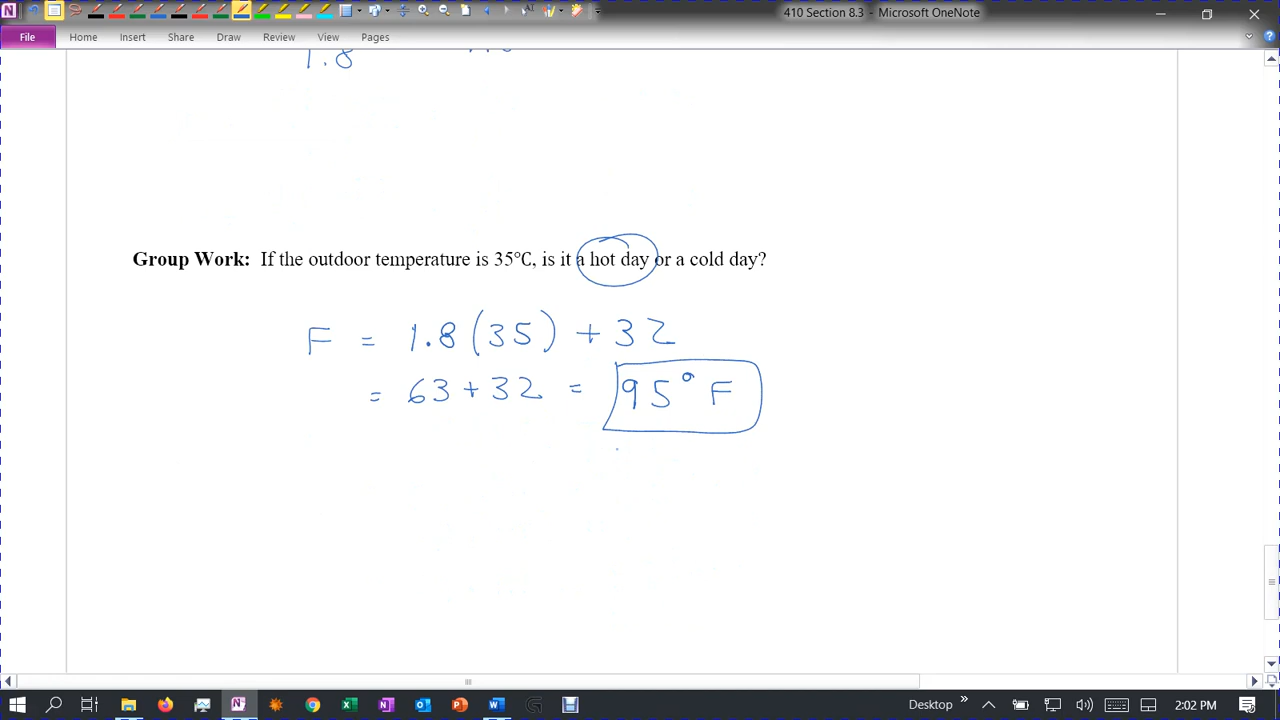 410 Section 8.3 - Microsoft OneNote
File Home Insert Share Draw Review View Pages
1.8
Group Work: If the outdoor temperature is 35°C, is it a hot day or a cold day?
F = 1.8 (35) + 32
= 63 + 32 = 95° F
Desktop 2:02 PM